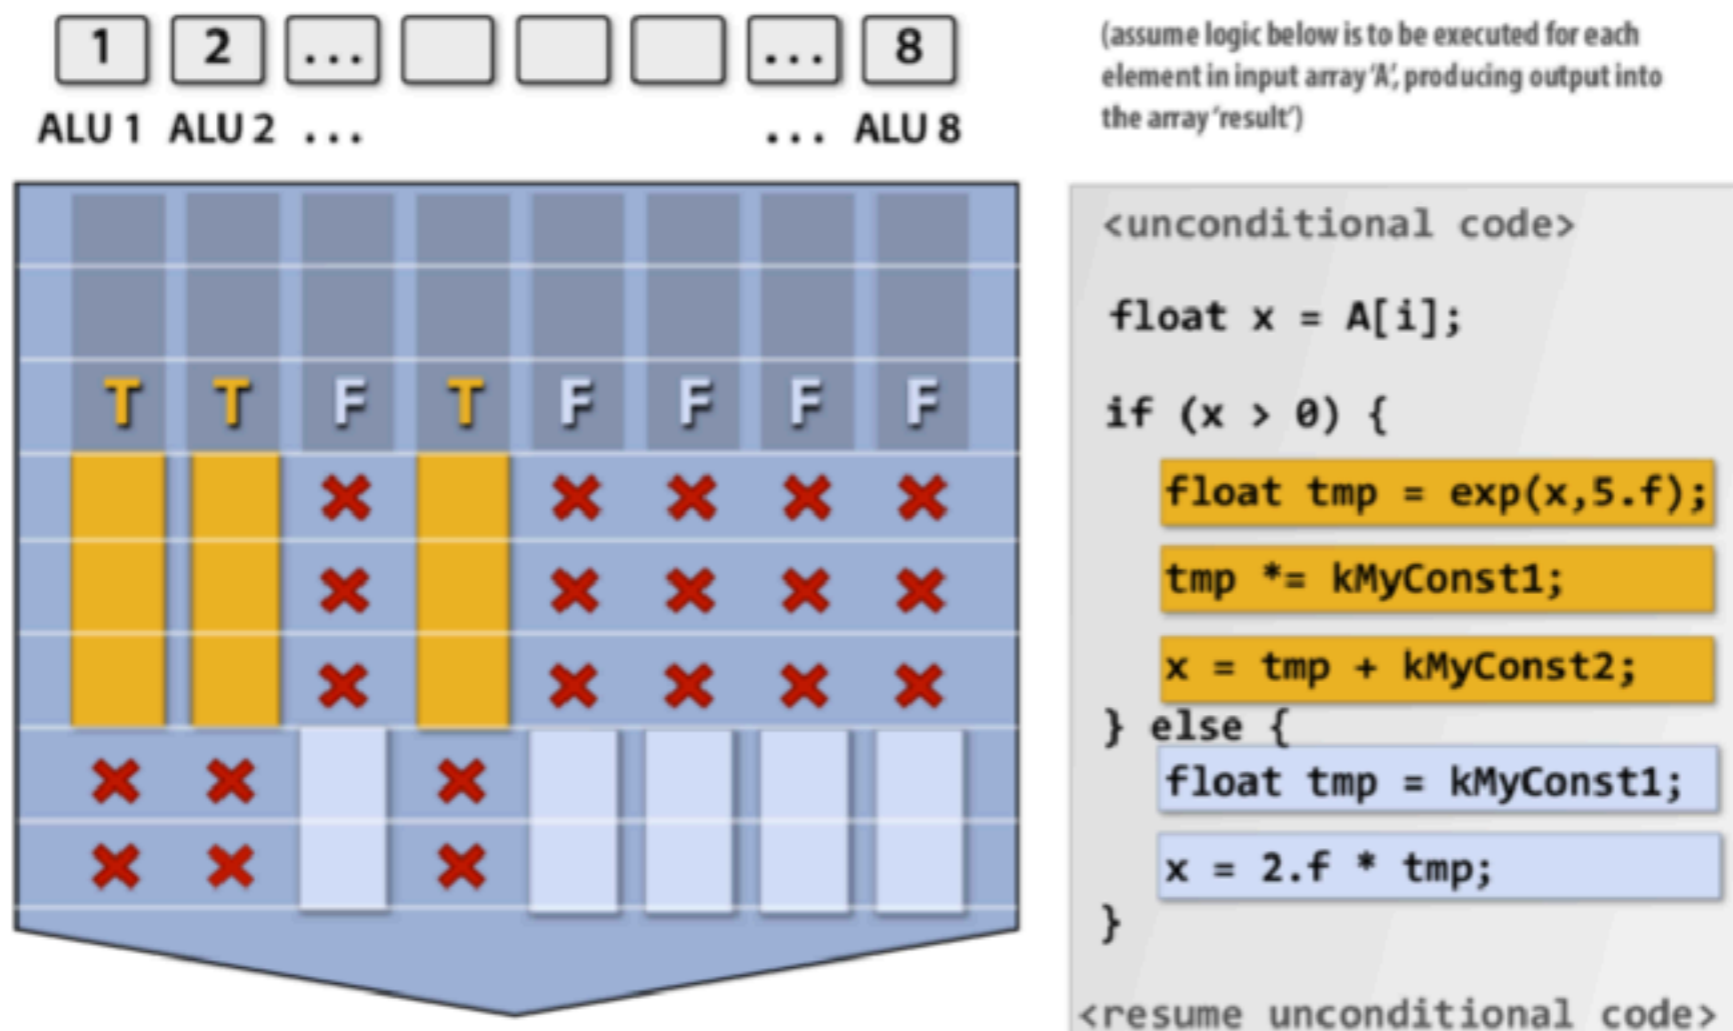 1 2 ... ... 8
ALU 1 ALU 2 ... ... ALU 8
(assume logic below is to be executed for each
element in input array 'A', producing output into
the array 'result')
T T F T F F F F
<unconditional code>
float x = A[i];
if (x > 0) {
float tmp = exp(x,5.f);
tmp *= kMyConst1;
x = tmp + kMyConst2;
} else {
float tmp = kMyConst1;
x = 2.f * tmp;
}
<resume unconditional code>